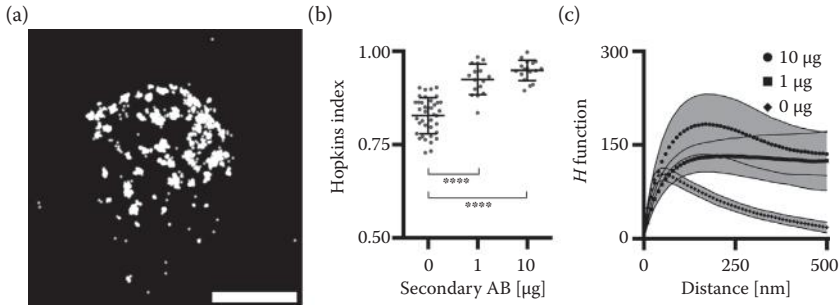 (a)
(b)
1.00
0.75
0.50
Hopkins index
****
****
0
1
10
Secondary AB [μg]
(c)
300
150
0
H function
10 μg
1 μg
0 μg
0
250
500
Distance [nm]